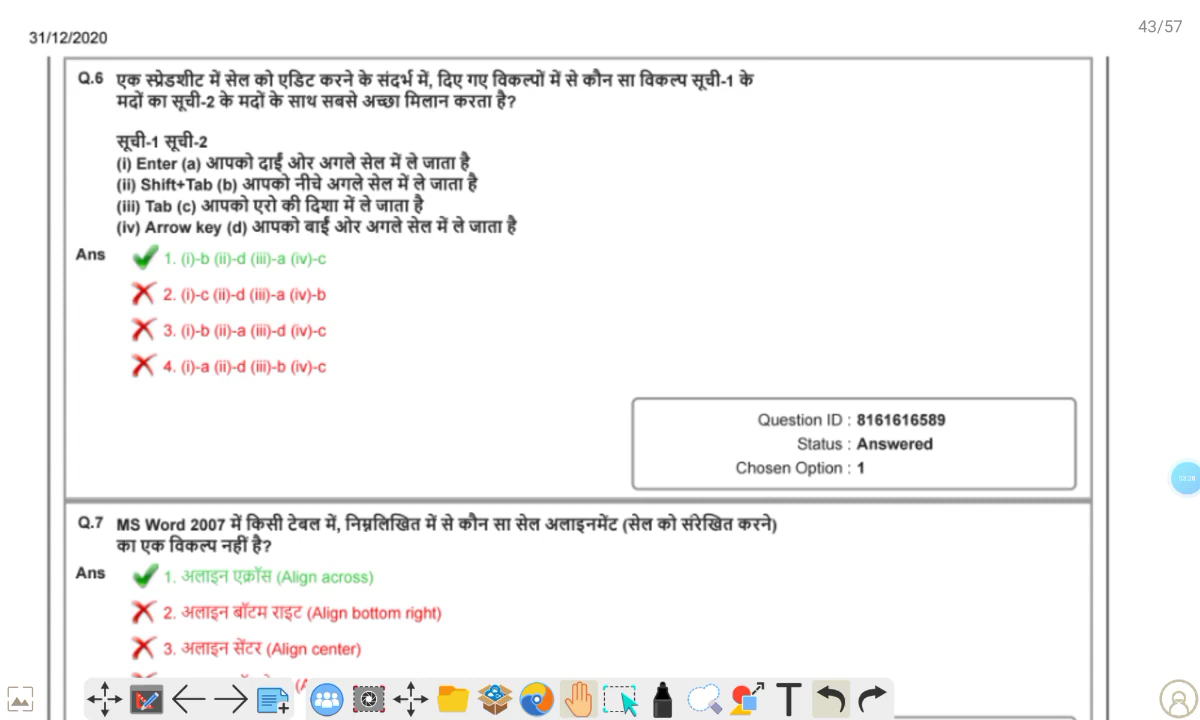 43/57
31/12/2020
Q.6 एक स्प्रेडशीट में सेल को एडिट करने के संदर्भ में, दिए गए विकल्पों में से कौन सा विकल्प सूची-1 के
मदों का सूची-2 के मदों के साथ सबसे अच्छा मिलान करता है?
सूची-1 सूची-2
(i) Enter (a) आपको दाईं ओर अगले सेल में ले जाता है
(ii) Shift+Tab (b) आपको नीचे अगले सेल में ले जाता है
(iii) Tab (c) आपको एरो की दिशा में ले जाता है
(iv) Arrow key (d) आपको बाईं ओर अगले सेल में ले जाता है
Ans 1. (i)-b (ii)-d (iii)-a (iv)-c
2. (i)-c (ii)-d (iii)-a (iv)-b
3. (i)-b (ii)-a (iii)-d (iv)-c
4. (i)-a (ii)-d (iii)-b (iv)-c
Question ID : 8161616589
Status : Answered
Chosen Option : 1
Q.7 MS Word 2007 में किसी टेबल में, निम्नलिखित में से कौन सा सेल अलाइनमेंट (सेल को संरेखित करने)
का एक विकल्प नहीं है?
Ans 1. अलाइन एक्रॉस (Align across)
2. अलाइन बॉटम राइट (Align bottom right)
3. अलाइन सेंटर (Align center)
T